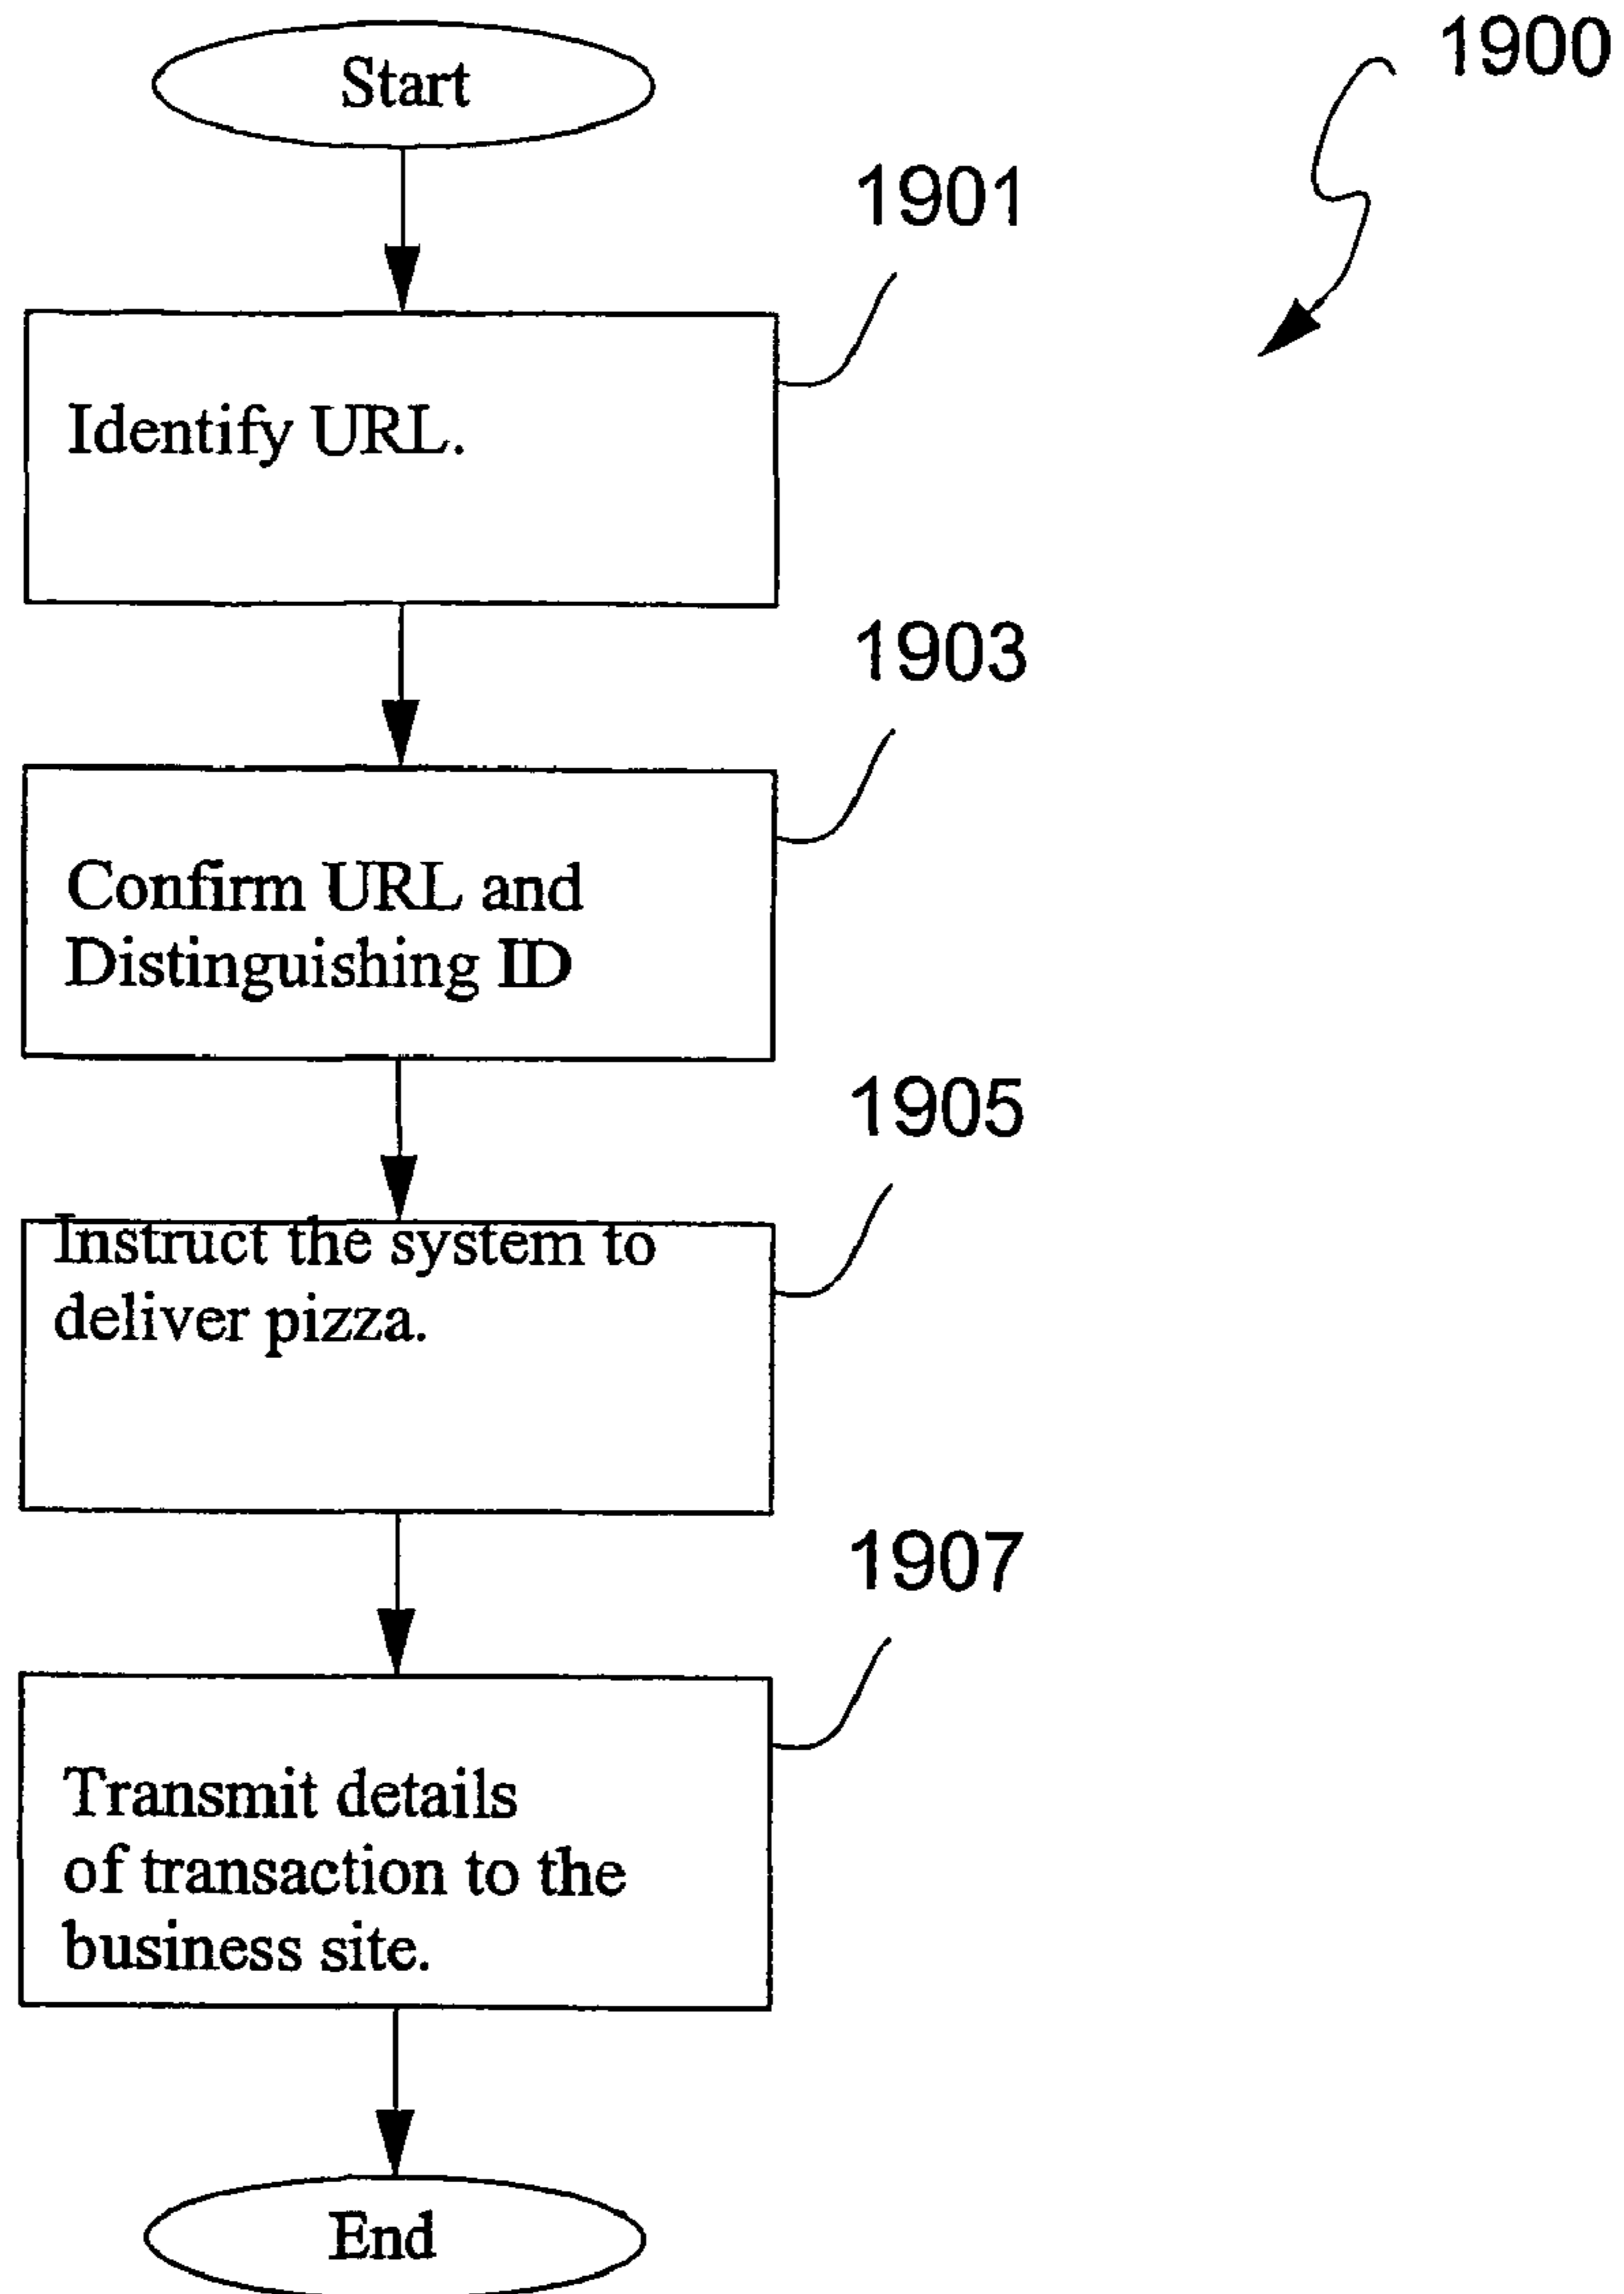 1900
Start
1901
Identify URL.
1903
Confirm URL and
Distinguishing ID
1905
Instruct the system to
deliver pizza.
1907
Transmit details
of transaction to the
business site.
End